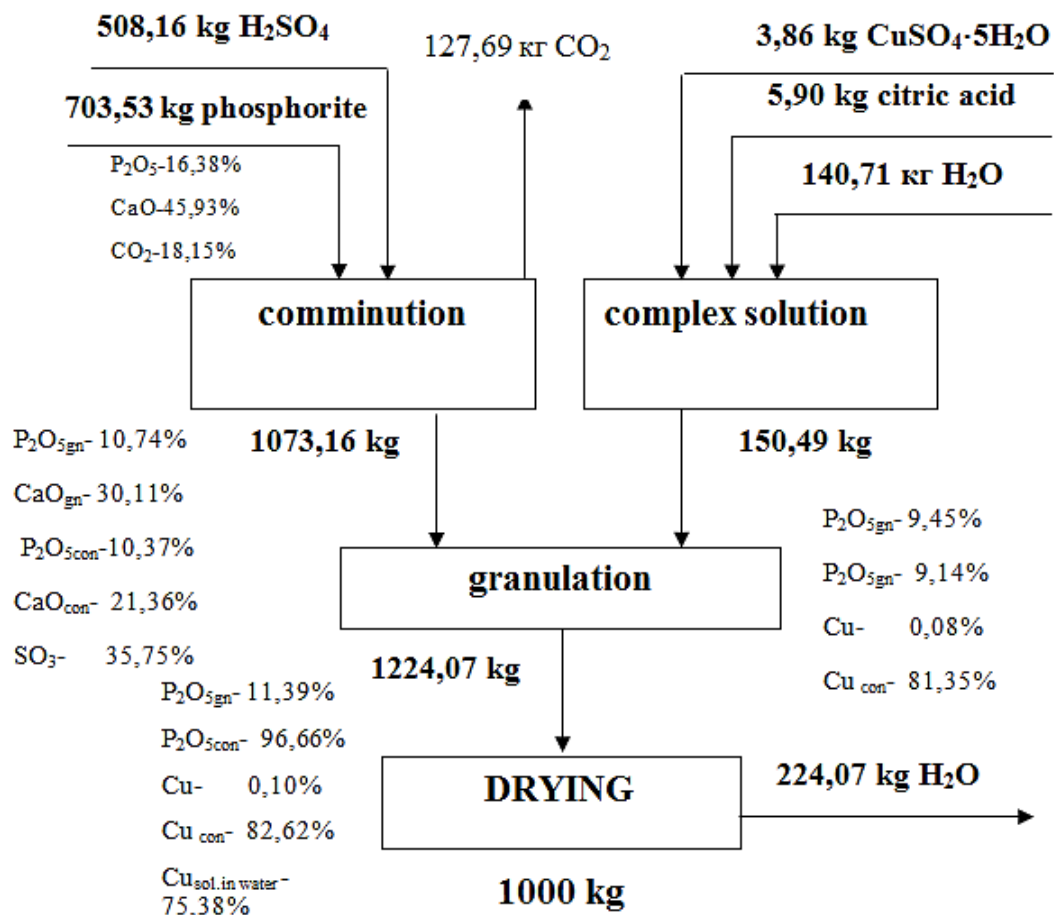 508,16 kg H₂SO₄
127,69 кг CO₂
3,86 kg CuSO₄·5H₂O
703,53 kg phosphorite
5,90 kg citric acid
P₂O₅-16,38%
140,71 кг H₂O
CaO-45,93%
CO₂-18,15%
comminution
complex solution
1073,16 kg
150,49 kg
P₂O₅gn- 10,74%
CaOgn- 30,11%
P₂O₅con-10,37%
CaOcon- 21,36%
SO₃- 35,75%
granulation
P₂O₅gn- 9,45%
P₂O₅gn- 9,14%
Cu- 0,08%
Cu con- 81,35%
1224,07 kg
P₂O₅gn- 11,39%
P₂O₅con- 96,66%
Cu- 0,10%
Cu con- 82,62%
Cusol.in water-
75,38%
DRYING
224,07 kg H₂O
1000 kg